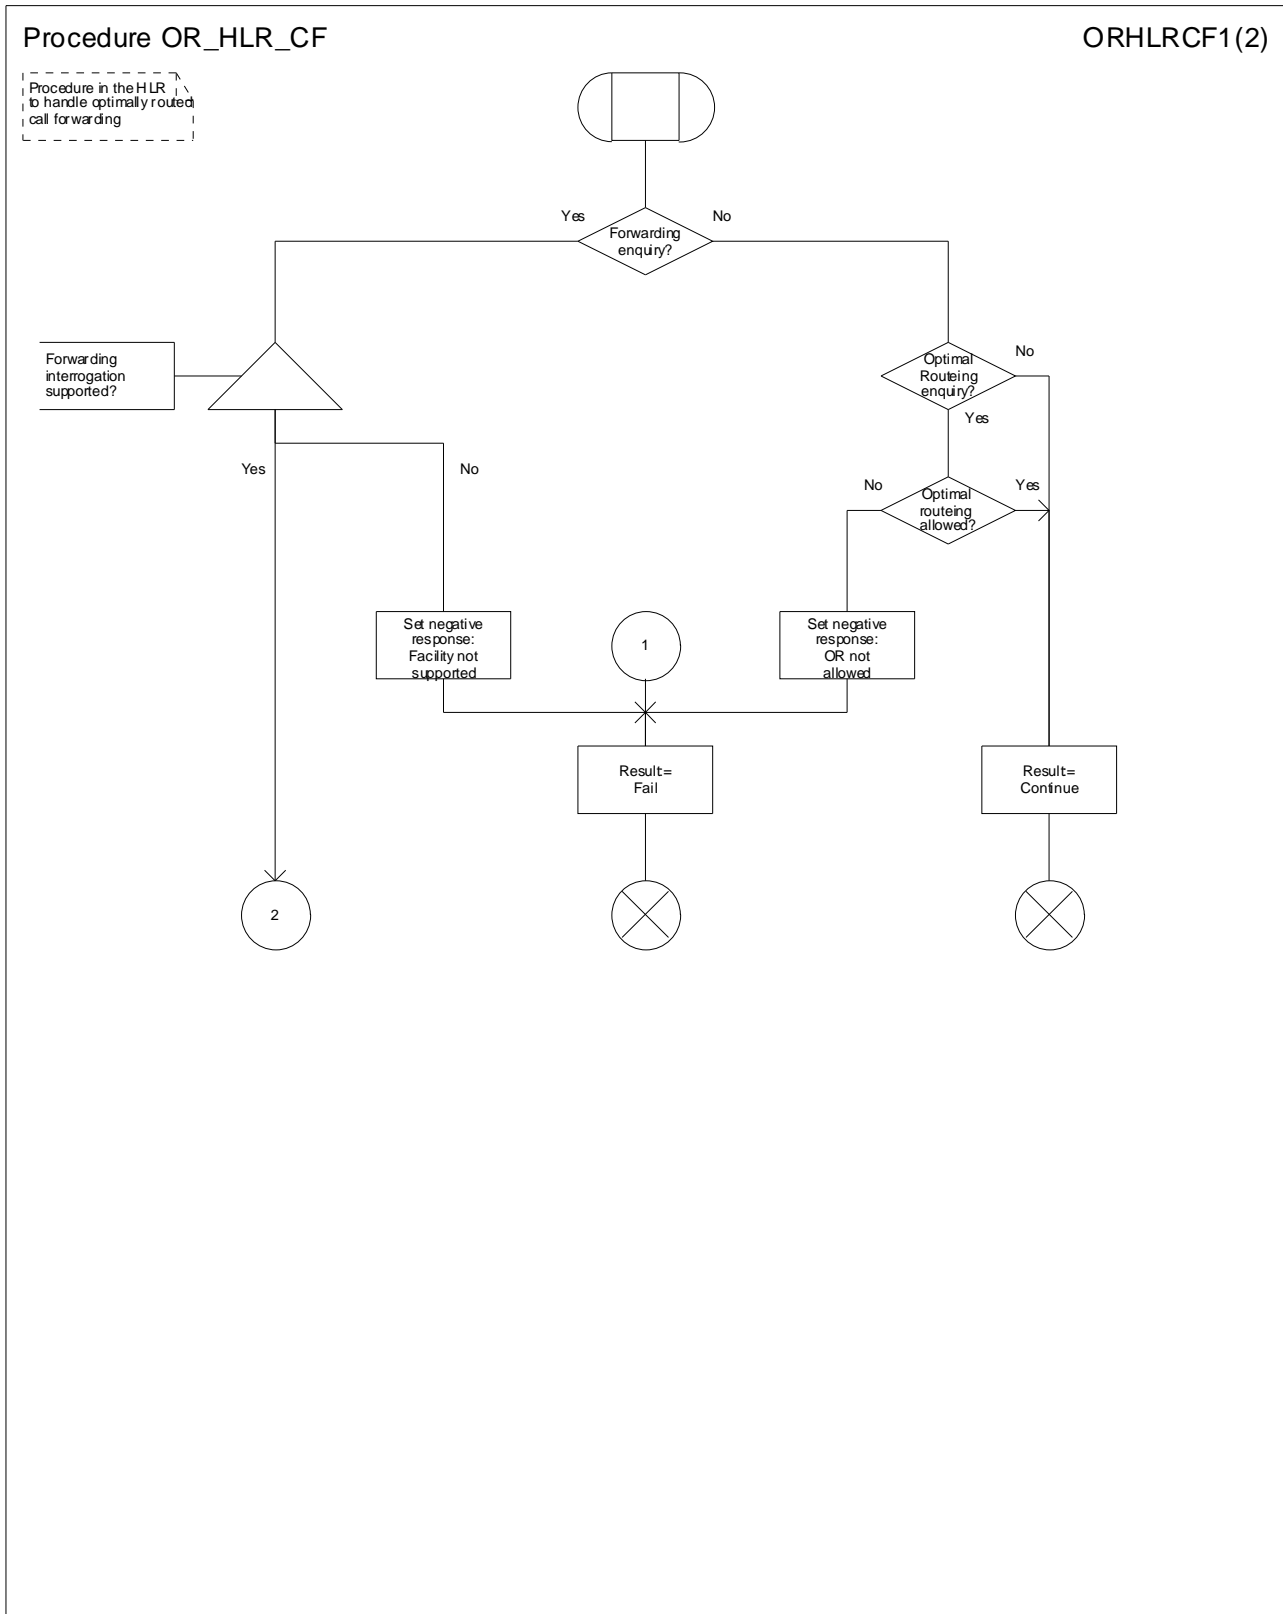 Procedure OR_HLR_CF
ORHLRCF1(2)
Procedure in the HLR
to handle optimally routed
call forwarding
Yes
No
Forwarding
enquiry?
Forwarding
interrogation
supported?
Optimal
Routeing
enquiry?
No
Yes
Yes
No
No
Optimal
routeing
allowed?
Yes
Set negative
response:
Facility not
supported
1
Set negative
response:
OR not
allowed
Result=
Fail
Result=
Continue
2